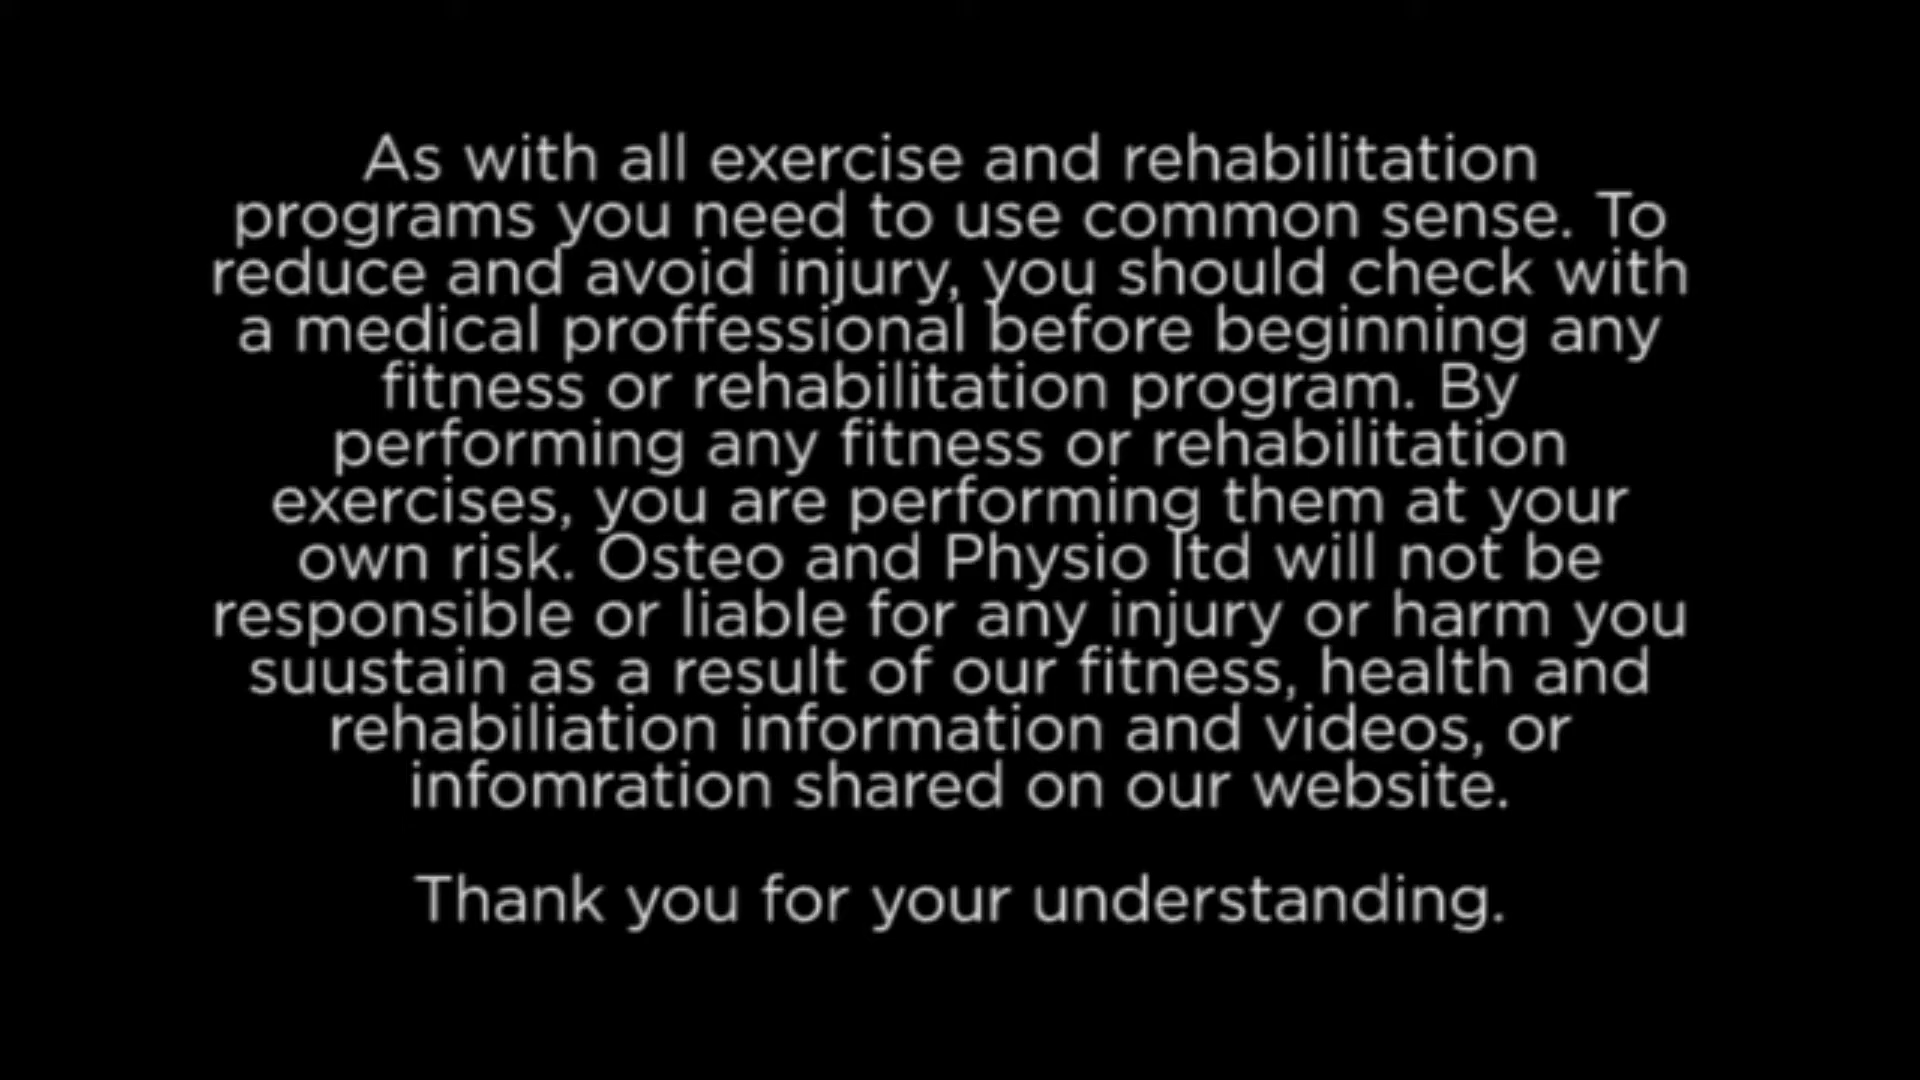 As with all exercise and rehabilitation
programs you need to use common sense. To
reduce and avoid injury, you should check with
a medical proffessional before beginning any
fitness or rehabilitation program. By
performing any fitness or rehabilitation
exercises, you are performing them at your
own risk. Osteo and Physio ltd will not be
responsible or liable for any injury or harm you
suustain as a result of our fitness, health and
rehabiliation information and videos, or
infomration shared on our website.
Thank you for your understanding.